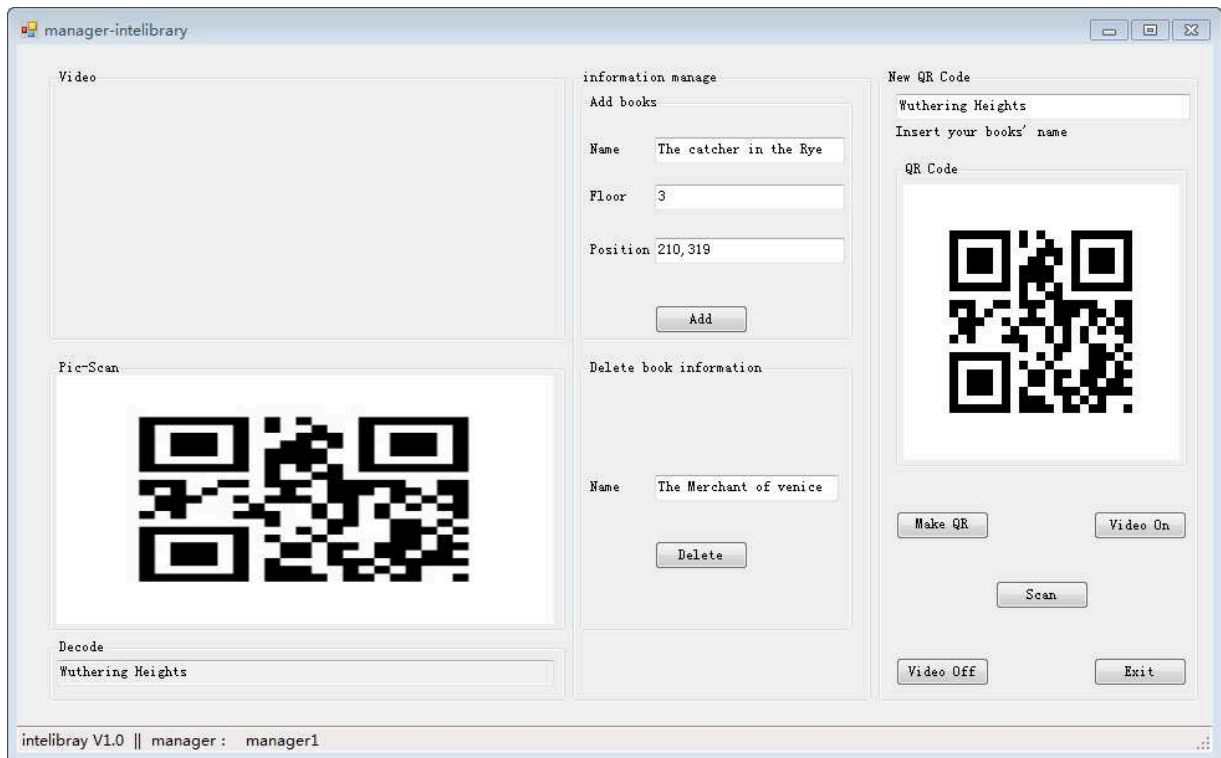 manager-intelibrary
Video
Pic-Scan
Decode
Wuthering Heights
information manage
Add books
Name The catcher in the Rye
Floor 3
Position 210,319
Add
Delete book information
Name The Merchant of venice
Delete
New QR Code
Wuthering Heights
Insert your books' name
QR Code
Make QR Video On
Scan
Video Off Exit
intelibray V1.0 || manager : manager1